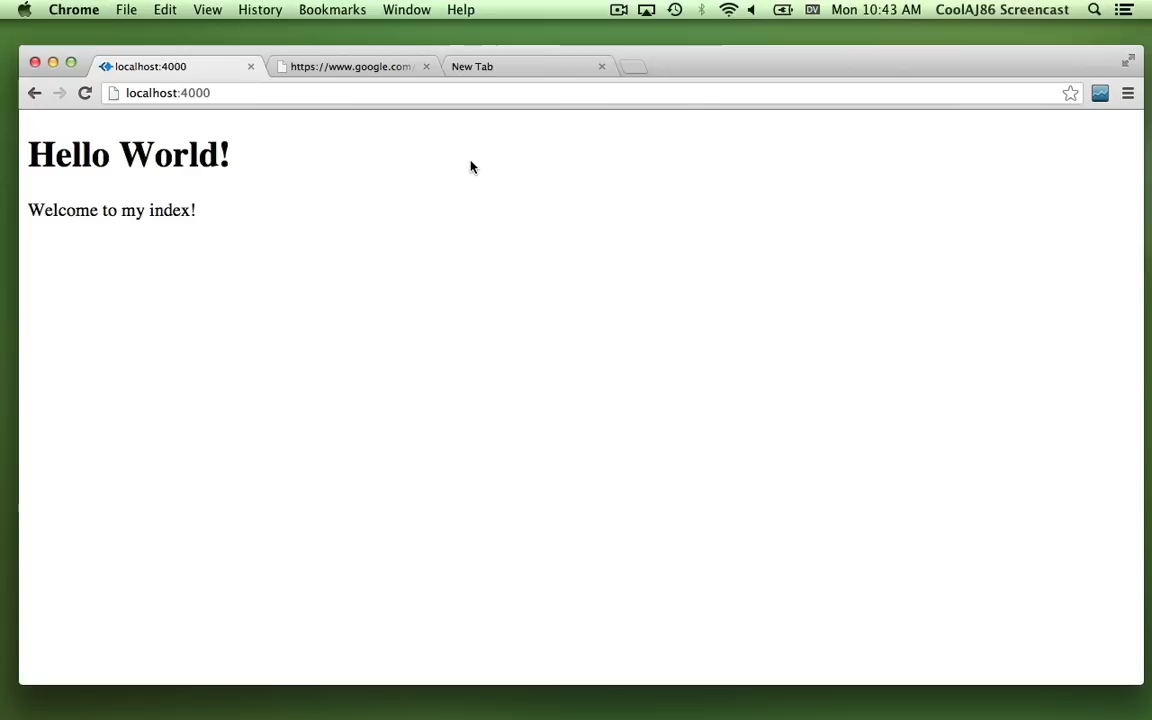 Chrome File Edit View History Bookmarks Window Help DV Mon 10:43 AM CoolAJ86 Screencast
localhost:4000 https://www.google.com/ New Tab
localhost:4000
Hello World!
Welcome to my index!